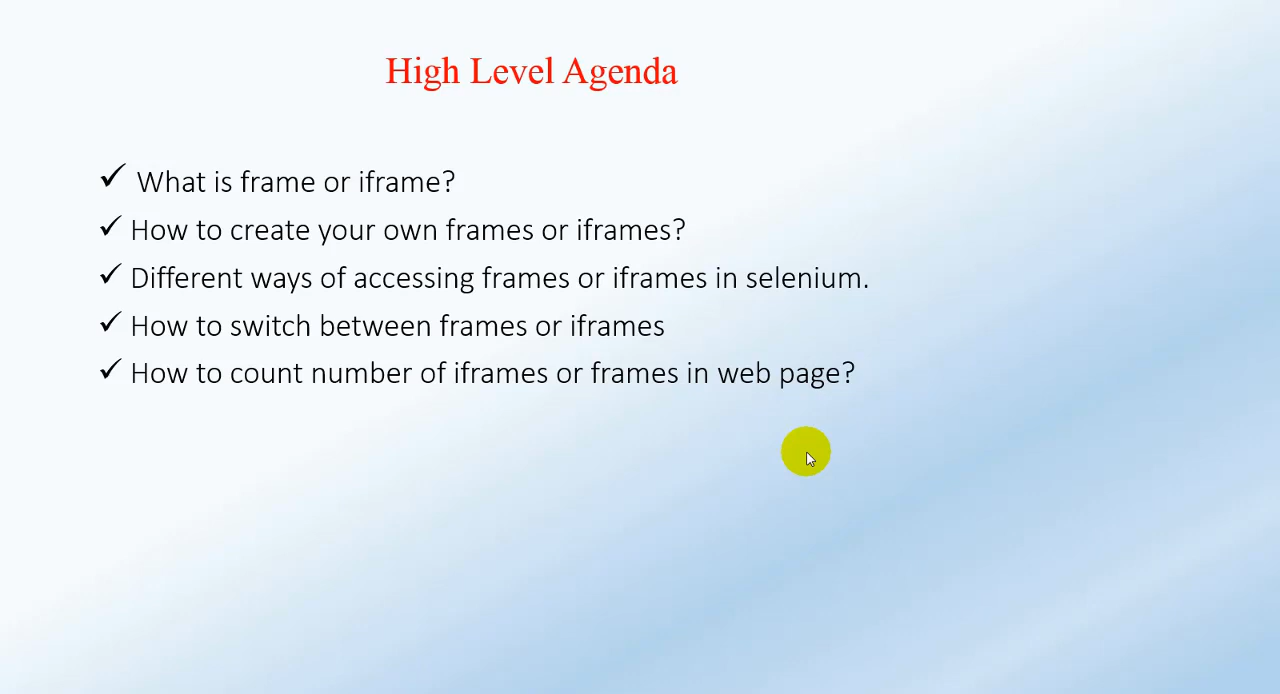 High Level Agenda
✓ What is frame or iframe?
✓ How to create your own frames or iframes?
✓ Different ways of accessing frames or iframes in selenium.
✓ How to switch between frames or iframes
✓ How to count number of iframes or frames in web page?